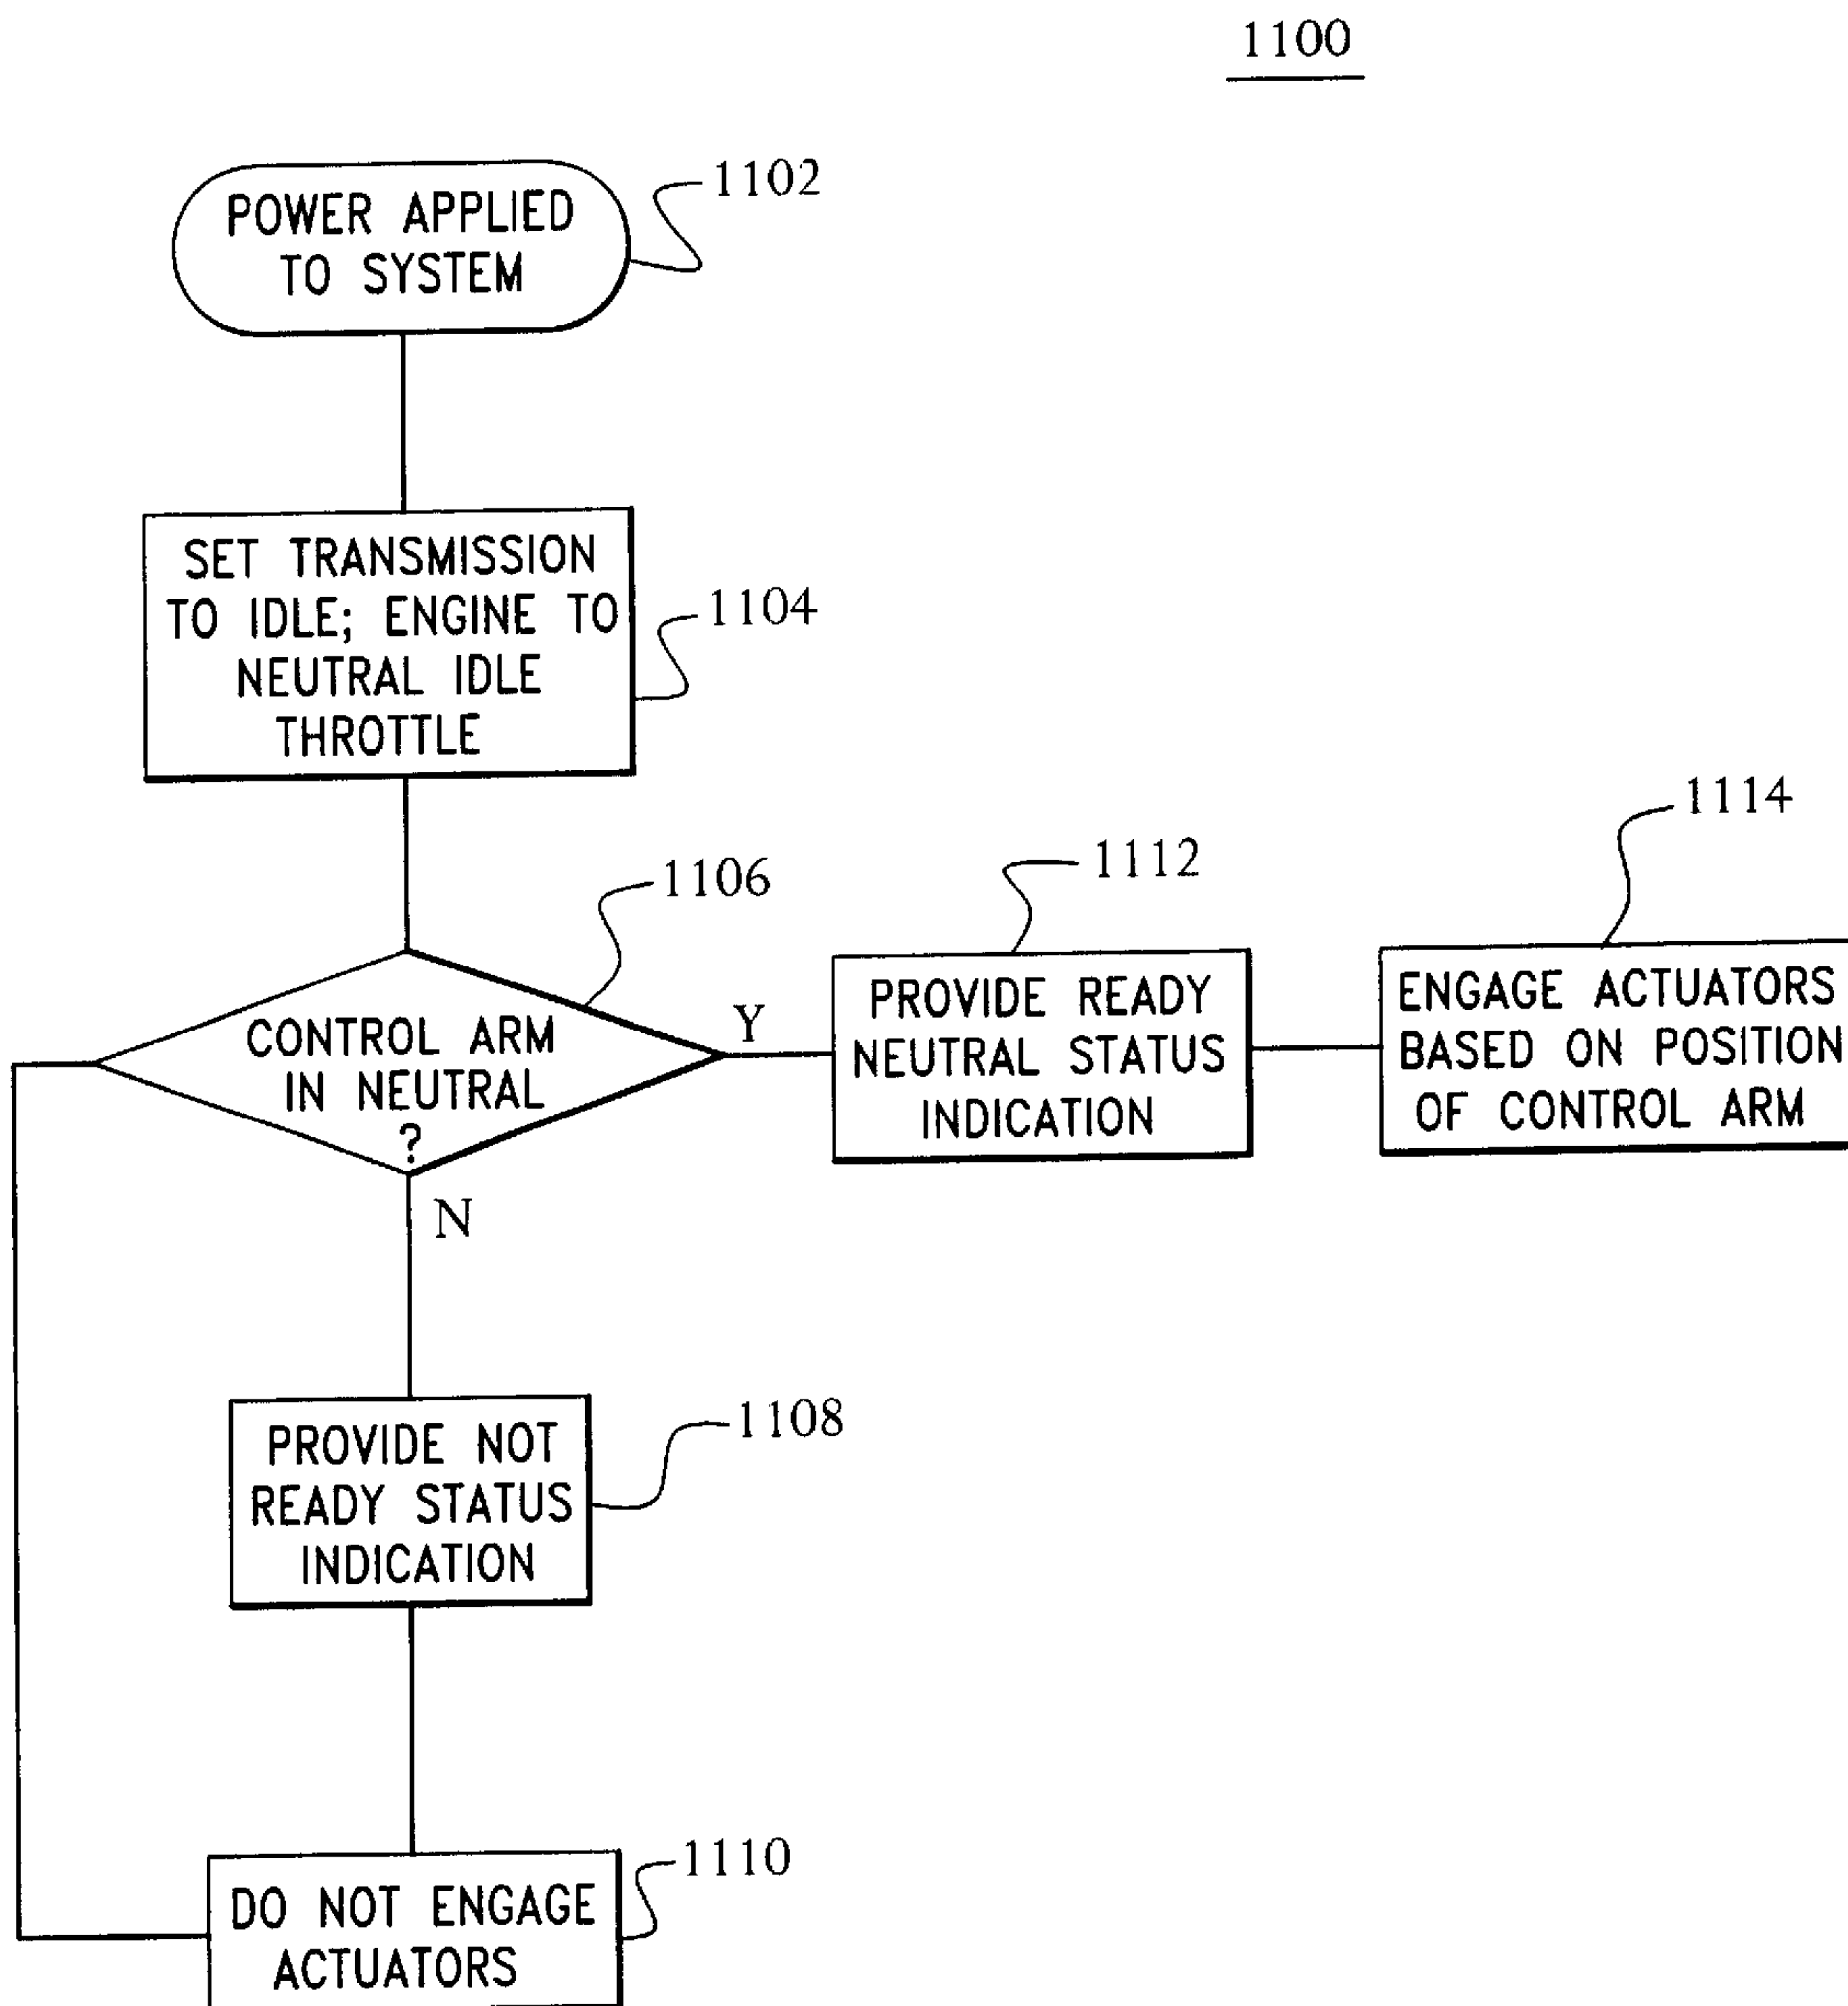 1100
POWER APPLIED
TO SYSTEM
1102
SET TRANSMISSION
TO IDLE; ENGINE TO
NEUTRAL IDLE
THROTTLE
1104
CONTROL ARM
IN NEUTRAL
?
1106
Y
N
PROVIDE READY
NEUTRAL STATUS
INDICATION
1112
ENGAGE ACTUATORS
BASED ON POSITION
OF CONTROL ARM
1114
PROVIDE NOT
READY STATUS
INDICATION
1108
DO NOT ENGAGE
ACTUATORS
1110